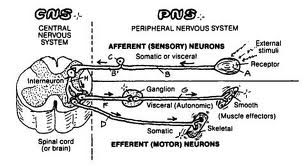 CNS PNS
CENTRAL NERVOUS SYSTEM PERIPHERAL NERVOUS SYSTEM
AFFERENT (SENSORY) NEURONS
External stimuli
C Somatic or visceral
Receptor
B' B A
Interneuron
H
Ganglion G
E F Visceral (Autonomic) Smooth
(Muscle effectors)
D
Somatic Skeletal
Spinal cord (or brain)
EFFERENT (MOTOR) NEURONS